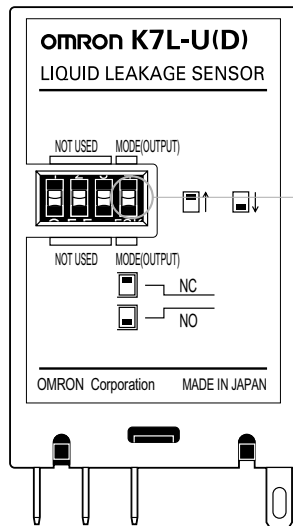 OMRON K7L-U(D)
LIQUID LEAKAGE SENSOR
NOT USED MODE(OUTPUT)
NOT USED MODE(OUTPUT)
NC
NO
OMRON Corporation MADE IN JAPAN